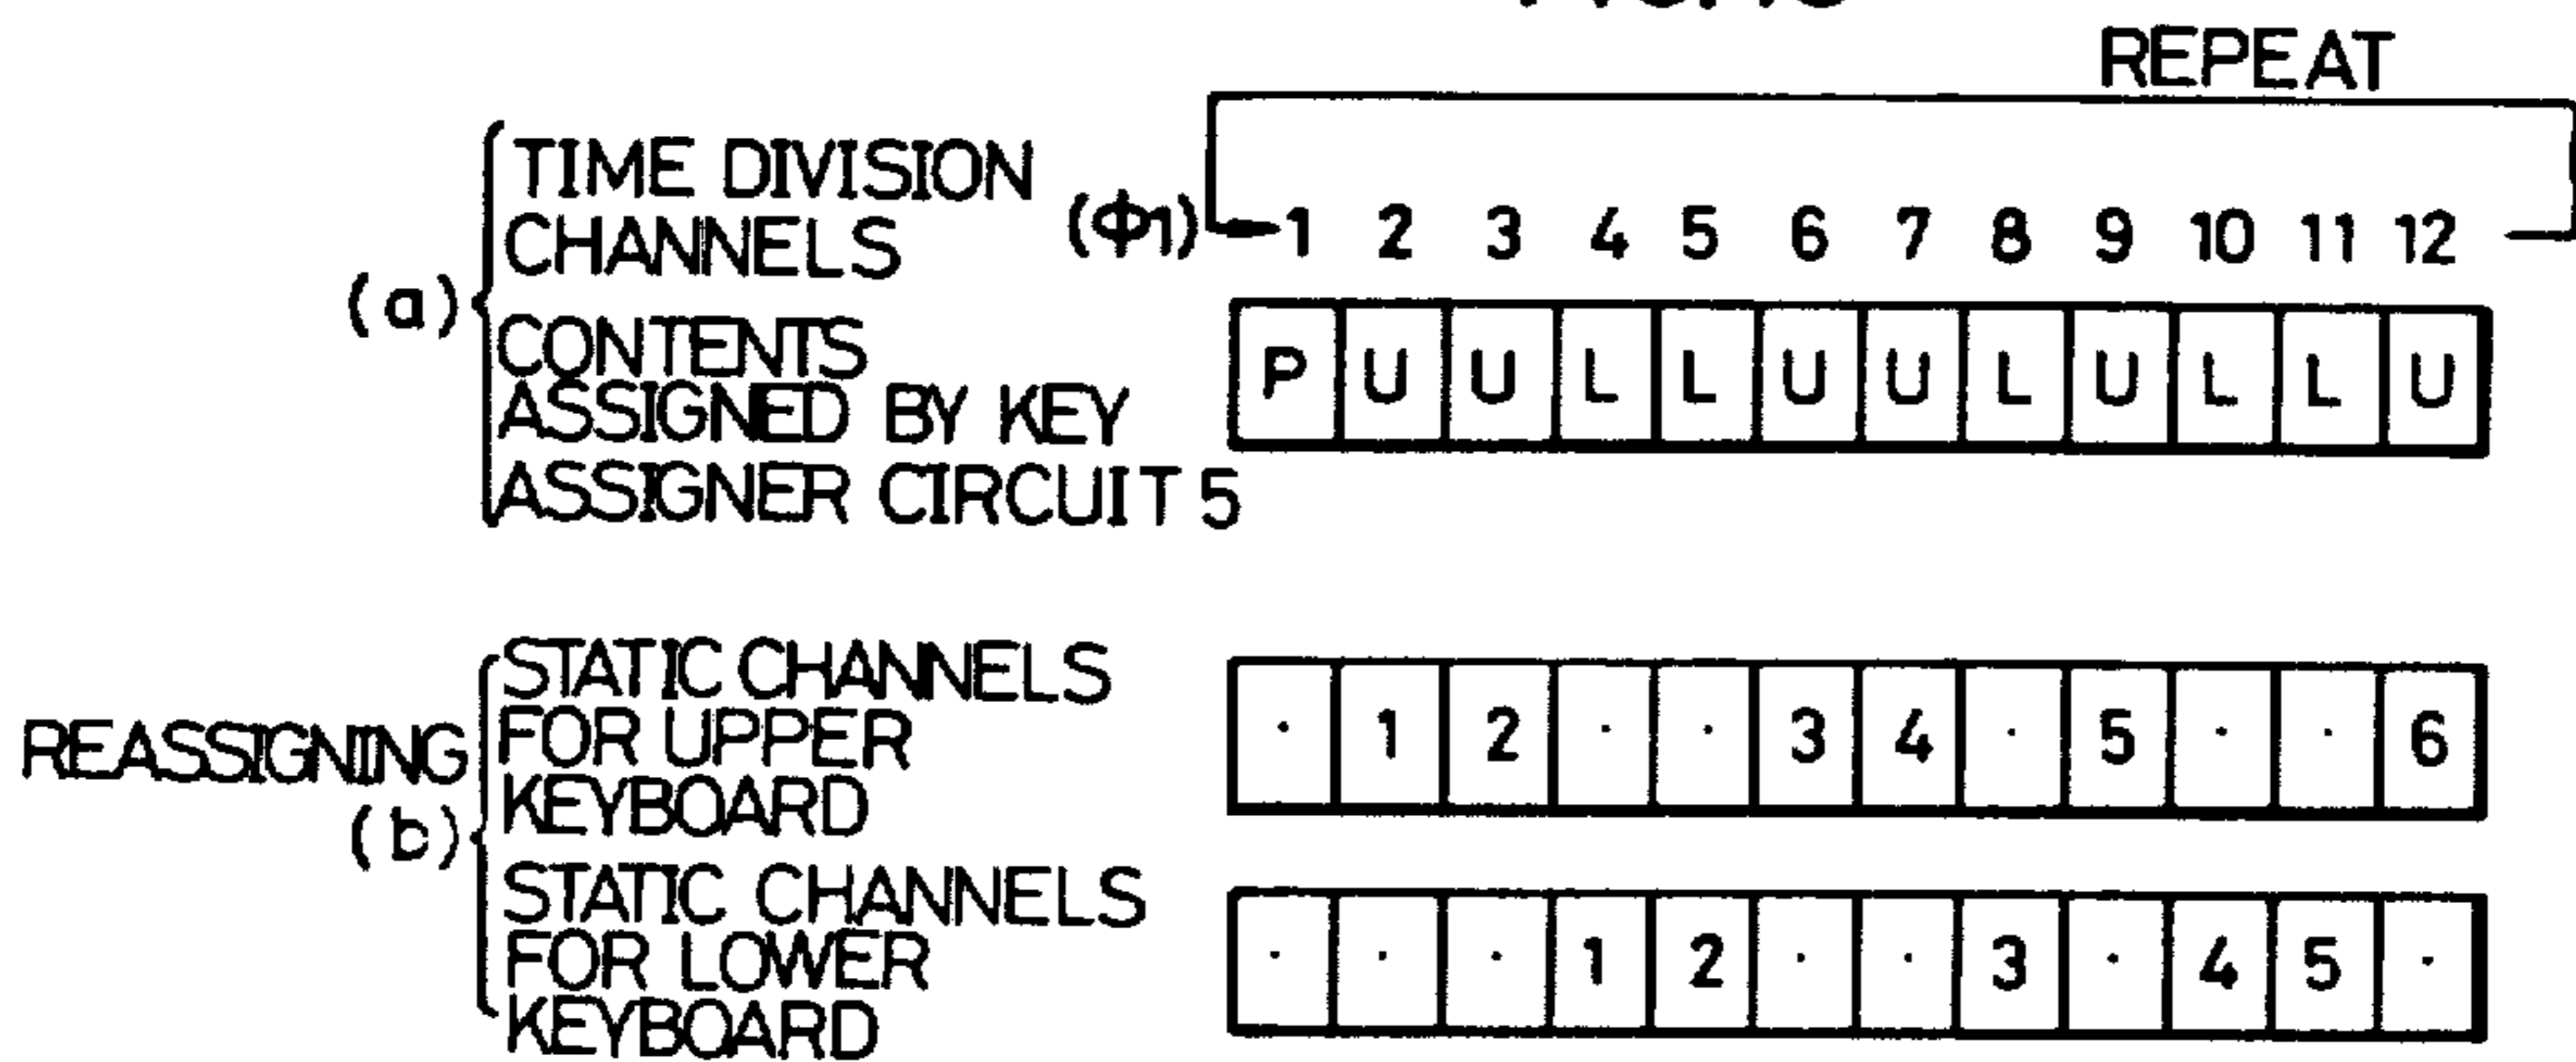 REPEAT
(a)
TIME DIVISION
CHANNELS
(Φ1) 1 2 3 4 5 6 7 8 9 10 11 12
CONTENTS
ASSIGNED BY KEY
ASSIGNER CIRCUIT 5
P U U L L U U L U L L U
REASSIGNING
(b)
STATIC CHANNELS
FOR UPPER
KEYBOARD
· 1 2 · · 3 4 · 5 · · 6
STATIC CHANNELS
FOR LOWER
KEYBOARD
· · · 1 2 · · 3 · 4 5 ·